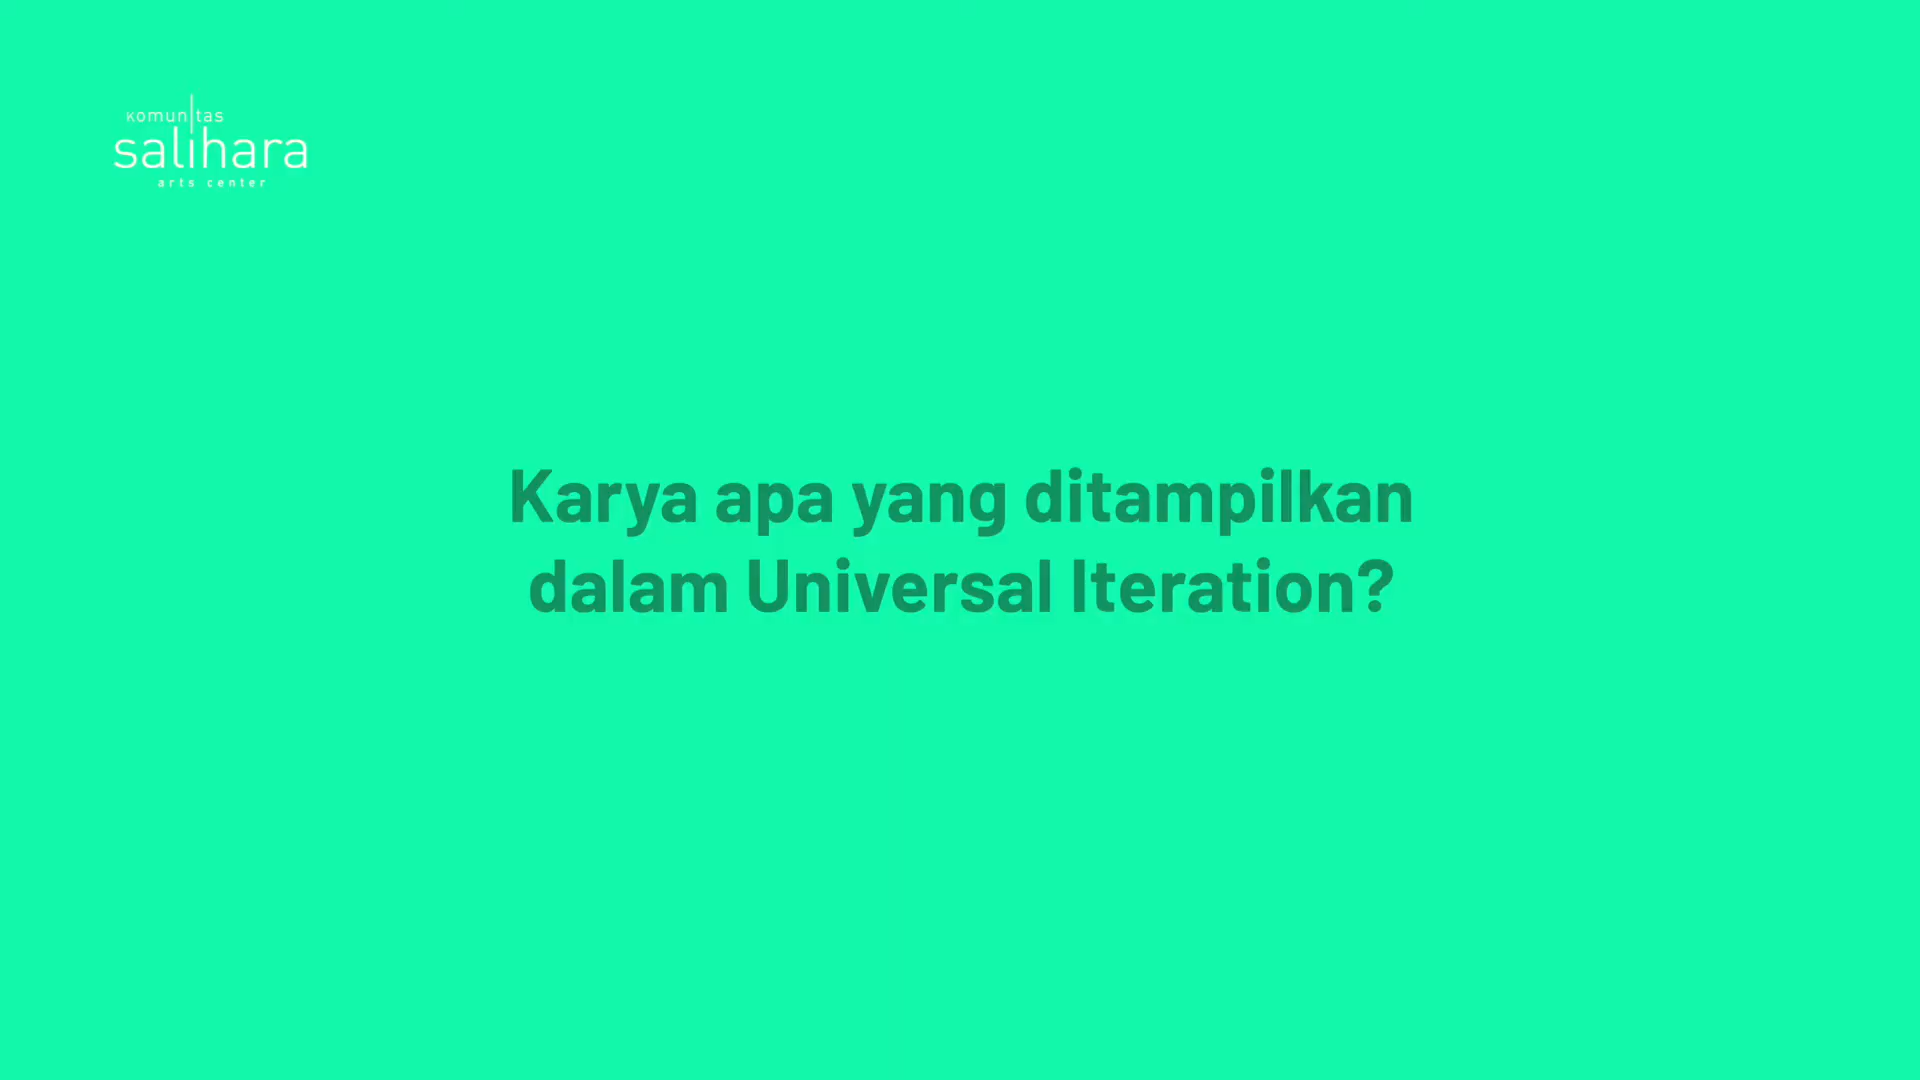 komunitas
salihara
arts center
Karya apa yang ditampilkan
dalam Universal Iteration?